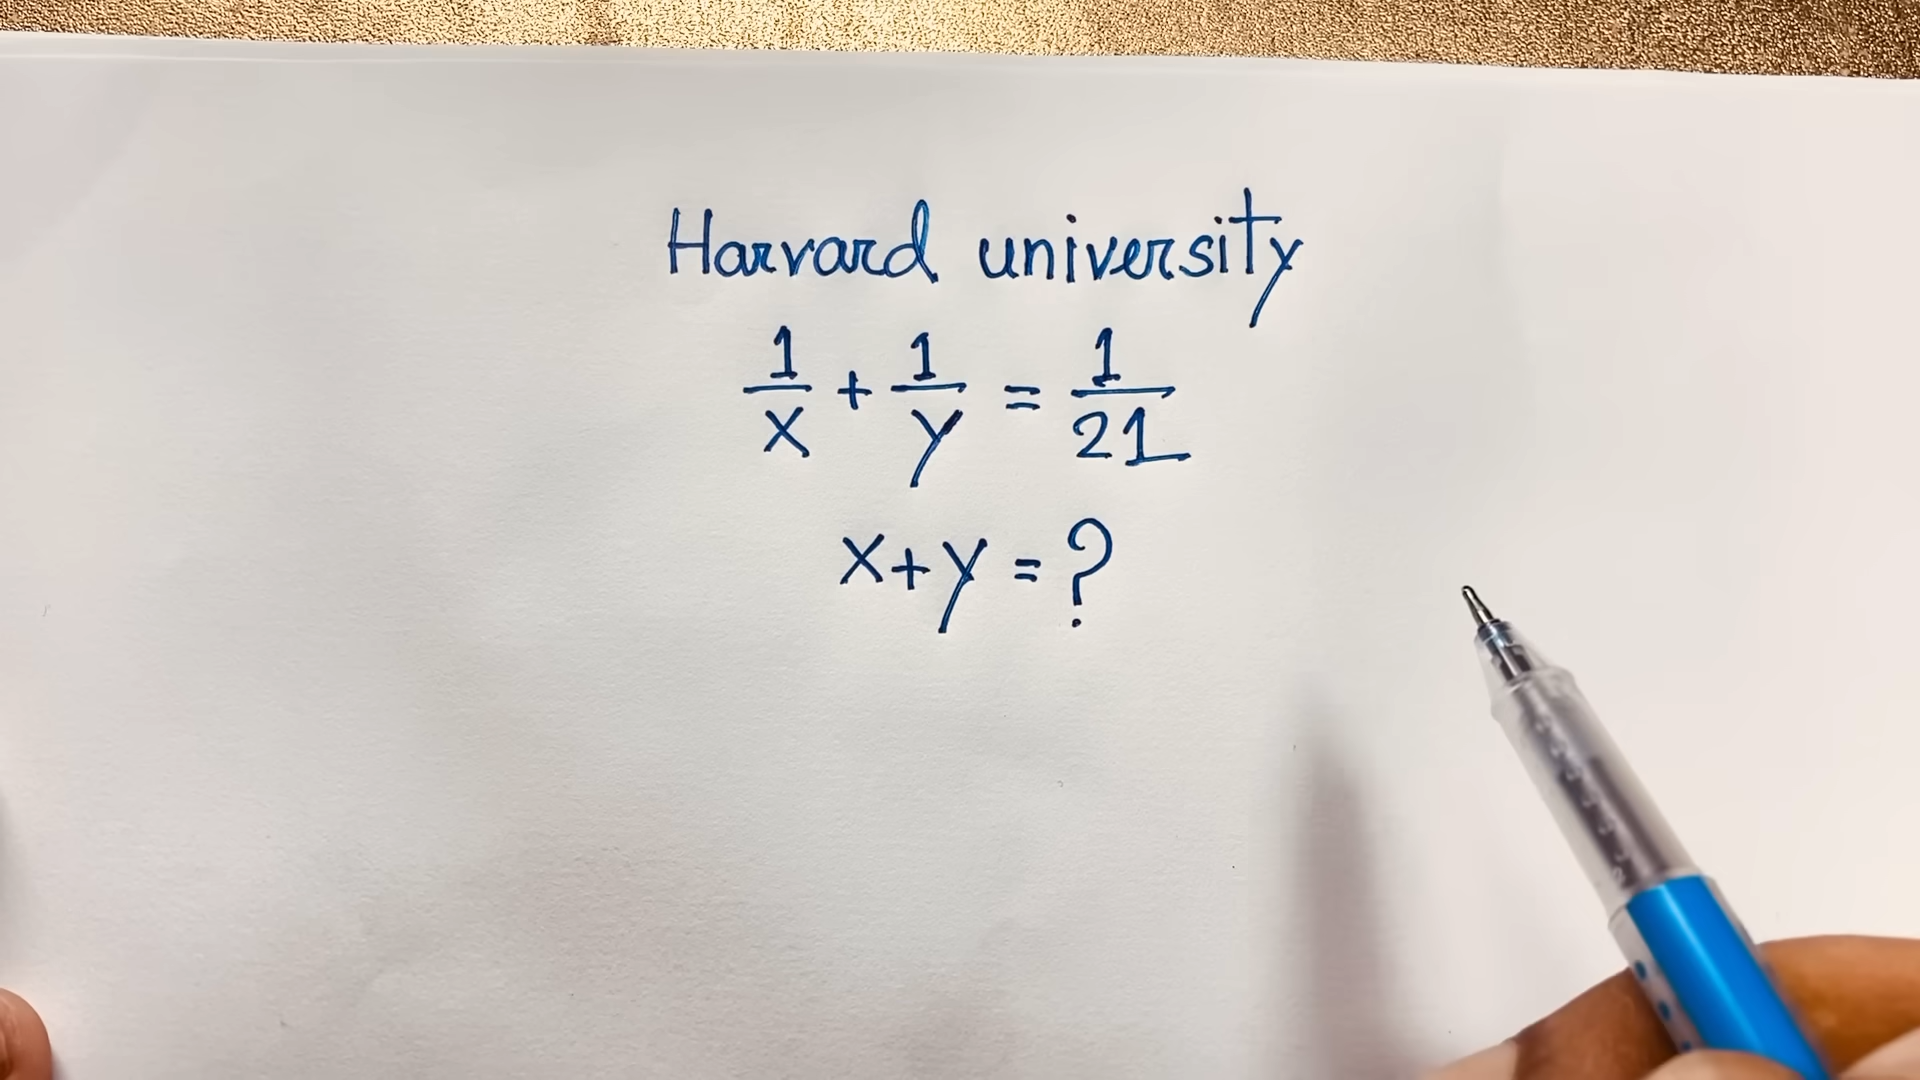 Harvard university
1/x + 1/y = 1/21
x+y = ?